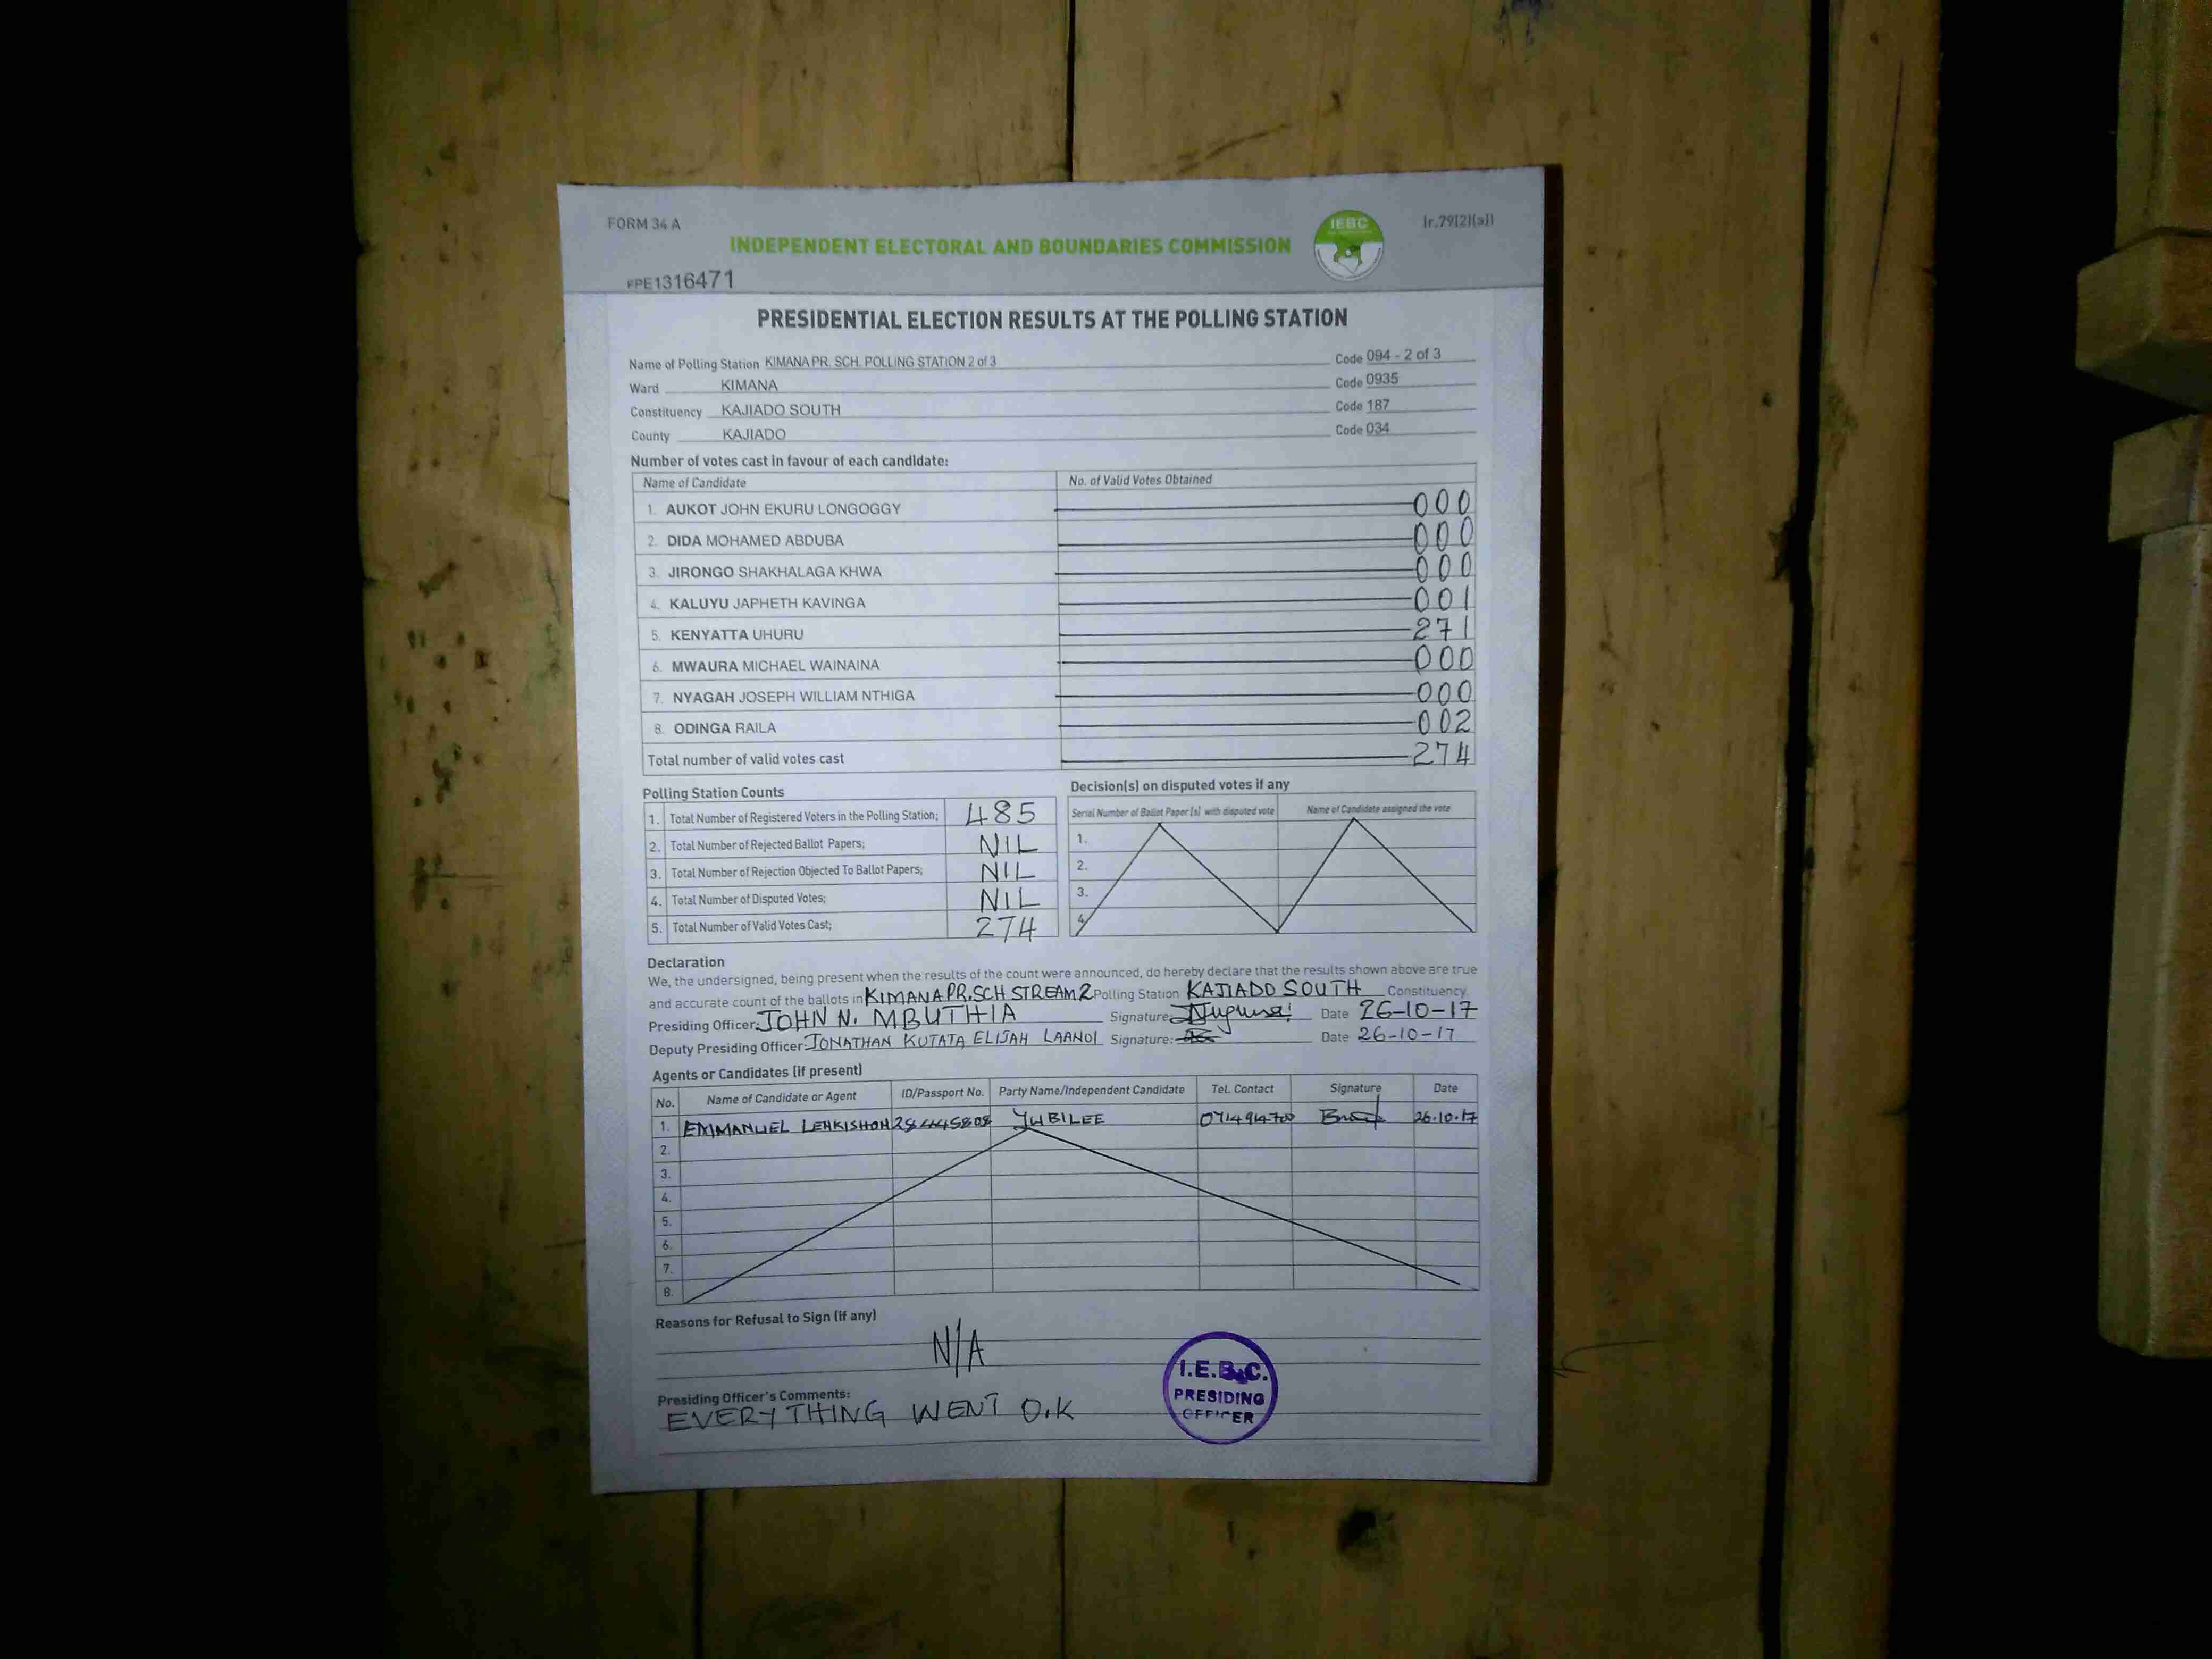 FORM 34 A
IEBC
(r.79(2)(a))
INDEPENDENT ELECTORAL AND BOUNDARIES COMMISSION
PPE1316471
PRESIDENTIAL ELECTION RESULTS AT THE POLLING STATION
Name of Polling Station KIMANA PR. SCH. POLLING STATION 2 of 3 Code 094 - 2 of 3
Ward KIMANA Code 0935
Constituency KAJIADO SOUTH Code 187
County KAJIADO Code 034
Number of votes cast in favour of each candidate:
Name of Candidate No. of Valid Votes Obtained
1. AUKOT JOHN EKURU LONGOGGY 000
2. DIDA MOHAMED ABDUBA 000
3. JIRONGO SHAKHALAGA KHWA 000
4. KALUYU JAPHETH KAVINGA 001
5. KENYATTA UHURU 271
6. MWAURA MICHAEL WAINAINA 000
7. NYAGAH JOSEPH WILLIAM NTHIGA 000
8. ODINGA RAILA 002
Total number of valid votes cast 274
Polling Station Counts
1. Total Number of Registered Voters in the Polling Station; 485
2. Total Number of Rejected Ballot Papers; NIL
3. Total Number of Rejection Objected To Ballot Papers; NIL
4. Total Number of Disputed Votes; NIL
5. Total Number of Valid Votes Cast; 274
Decision(s) on disputed votes if any
Serial Number of Ballot Paper (s) with disputed vote Name of Candidate assigned the vote
1.
2.
3.
4.
Declaration
We, the undersigned, being present when the results of the count were announced, do hereby declare that the results shown above are true
and accurate count of the ballots in KIMANA PR. SCH STREAM 2 Polling Station KAJIADO SOUTH Constituency.
Presiding Officer: JOHN N. MBUTHIA Signature: Date 26-10-17
Deputy Presiding Officer: JONATHAN KUTATA ELIJAH LAANOI Signature: Date 26-10-17
Agents or Candidates (if present)
No. Name of Candidate or Agent ID/Passport No. Party Name/Independent Candidate Tel. Contact Signature Date
1. EMMANUEL JUBILEE 26.10.17
2.
3.
4.
5.
6.
7.
8.
Reasons for Refusal to Sign (if any)
N/A
Presiding Officer's Comments:
EVERYTHING WENT O.K
I.E.B.C.
PRESIDING
OFFICER